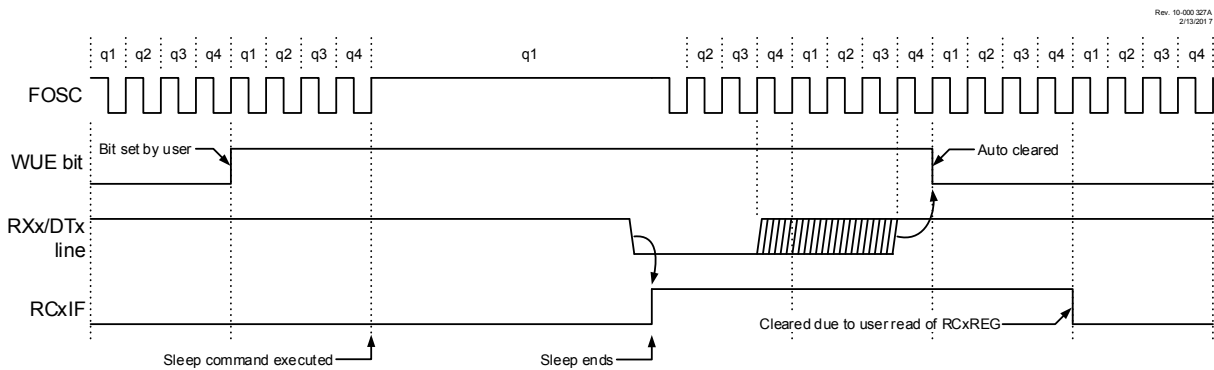 Rev. 10-000 327A
2/13/2017
q1 q2 q3 q4 q1 q2 q3 q4 q1 q2 q3 q4 q1 q2 q3 q4 q1 q2 q3 q4 q1 q2 q3 q4
FOSC
Bit set by user
WUE bit
Auto cleared
RXx/DTx
line
RCxIF
Cleared due to user read of RCxREG
Sleep command executed
Sleep ends